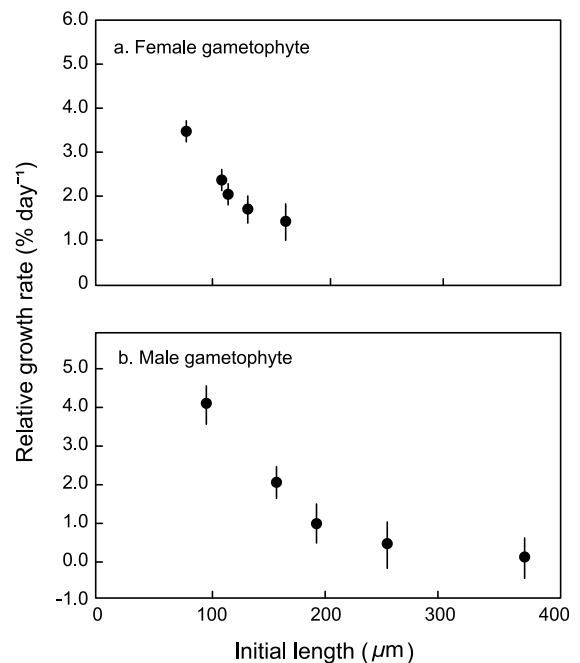 6.0
a. Female gametophyte
5.0
4.0
3.0
2.0
1.0
0
Relative growth rate (% day⁻¹)
b. Male gametophyte
5.0
4.0
3.0
2.0
1.0
0.0
-1.0
0 100 200 300 400
Initial length (μm)